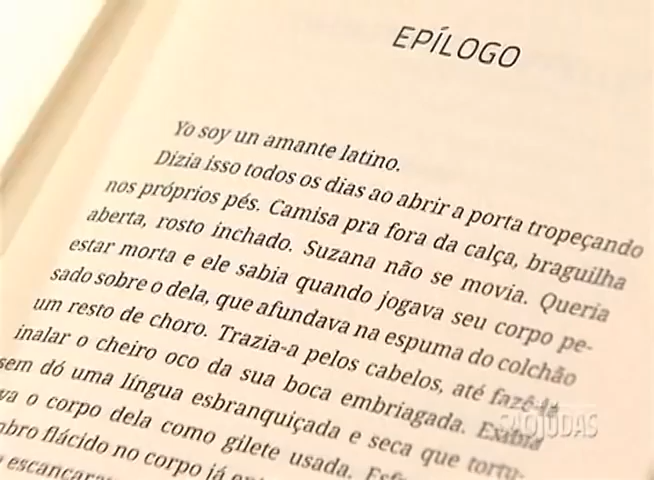 EPÍLOGO
Yo soy un amante latino.
Dizia isso todos os dias ao abrir a porta tropeçando
nos próprios pés. Camisa pra fora da calça, braguilha
aberta, rosto inchado. Suzana não se movia. Queria
estar morta e ele sabia quando jogava seu corpo pe-
sado sobre o dela, que afundava na espuma do colchão
um resto de choro. Trazia-a pelos cabelos, até fazê-la
inalar o cheiro oco da sua boca embriagada. Exibia
sem dó uma língua esbranquiçada e seca que tortu-
va o corpo dela como gilete usada.
flácido no corpo já
SÃOJUDAS